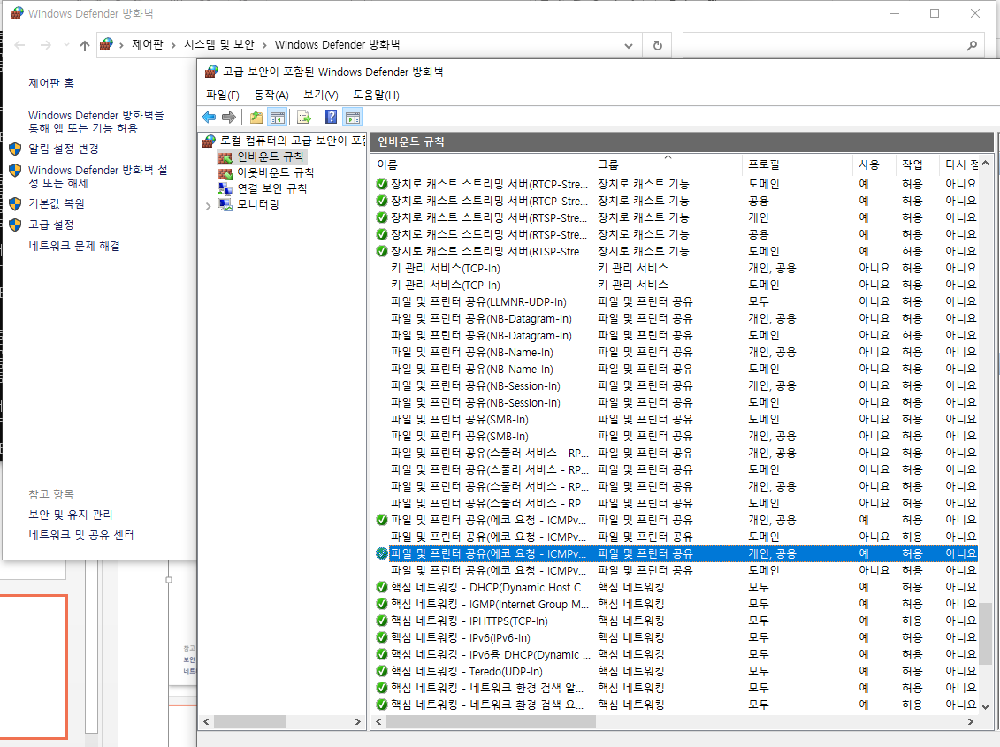 Windows Defender 방화벽
제어판 › 시스템 및 보안 › Windows Defender 방화벽
제어판 홈
Windows Defender 방화벽을
통해 앱 또는 기능 허용
알림 설정 변경
Windows Defender 방화벽 설
정 또는 해제
기본값 복원
고급 설정
네트워크 문제 해결
참고 항목
보안 및 유지 관리
네트워크 및 공유 센터
참고
보안
네트
고급 보안이 포함된 Windows Defender 방화벽
파일(F) 동작(A) 보기(V) 도움말(H)
로컬 컴퓨터의 고급 보안이 포함
인바운드 규칙
아웃바운드 규칙
연결 보안 규칙
모니터링
인바운드 규칙
이름 그룹 프로필 사용 작업 다시 정
장치로 캐스트 스트리밍 서버(RTCP-Stre... 장치로 캐스트 기능 도메인 예 허용 아니요
장치로 캐스트 스트리밍 서버(RTCP-Stre... 장치로 캐스트 기능 공용 예 허용 아니요
장치로 캐스트 스트리밍 서버(RTSP-Stre... 장치로 캐스트 기능 개인 예 허용 아니요
장치로 캐스트 스트리밍 서버(RTSP-Stre... 장치로 캐스트 기능 공용 예 허용 아니요
장치로 캐스트 스트리밍 서버(RTSP-Stre... 장치로 캐스트 기능 도메인 예 허용 아니요
키 관리 서비스(TCP-In) 키 관리 서비스 개인, 공용 아니요 허용 아니요
키 관리 서비스(TCP-In) 키 관리 서비스 도메인 아니요 허용 아니요
파일 및 프린터 공유(LLMNR-UDP-In) 파일 및 프린터 공유 모두 아니요 허용 아니요
파일 및 프린터 공유(NB-Datagram-In) 파일 및 프린터 공유 개인, 공용 아니요 허용 아니요
파일 및 프린터 공유(NB-Datagram-In) 파일 및 프린터 공유 도메인 아니요 허용 아니요
파일 및 프린터 공유(NB-Name-In) 파일 및 프린터 공유 개인, 공용 아니요 허용 아니요
파일 및 프린터 공유(NB-Name-In) 파일 및 프린터 공유 도메인 아니요 허용 아니요
파일 및 프린터 공유(NB-Session-In) 파일 및 프린터 공유 개인, 공용 아니요 허용 아니요
파일 및 프린터 공유(NB-Session-In) 파일 및 프린터 공유 도메인 아니요 허용 아니요
파일 및 프린터 공유(SMB-In) 파일 및 프린터 공유 도메인 아니요 허용 아니요
파일 및 프린터 공유(SMB-In) 파일 및 프린터 공유 개인, 공용 아니요 허용 아니요
파일 및 프린터 공유(스풀러 서비스 - RP... 파일 및 프린터 공유 개인, 공용 아니요 허용 아니요
파일 및 프린터 공유(스풀러 서비스 - RP... 파일 및 프린터 공유 도메인 아니요 허용 아니요
파일 및 프린터 공유(스풀러 서비스 - RP... 파일 및 프린터 공유 개인, 공용 아니요 허용 아니요
파일 및 프린터 공유(스풀러 서비스 - RP... 파일 및 프린터 공유 도메인 아니요 허용 아니요
파일 및 프린터 공유(에코 요청 - ICMPv... 파일 및 프린터 공유 개인, 공용 예 허용 아니요
파일 및 프린터 공유(에코 요청 - ICMPv... 파일 및 프린터 공유 도메인 아니요 허용 아니요
파일 및 프린터 공유(에코 요청 - ICMPv... 파일 및 프린터 공유 개인, 공용 예 허용 아니요
파일 및 프린터 공유(에코 요청 - ICMPv... 파일 및 프린터 공유 도메인 아니요 허용 아니요
핵심 네트워킹 - DHCP(Dynamic Host C... 핵심 네트워킹 모두 예 허용 아니요
핵심 네트워킹 - IGMP(Internet Group M... 핵심 네트워킹 모두 예 허용 아니요
핵심 네트워킹 - IPHTTPS(TCP-In) 핵심 네트워킹 모두 예 허용 아니요
핵심 네트워킹 - IPv6(IPv6-In) 핵심 네트워킹 모두 예 허용 아니요
핵심 네트워킹 - IPv6용 DHCP(Dynamic ... 핵심 네트워킹 모두 예 허용 아니요
핵심 네트워킹 - Teredo(UDP-In) 핵심 네트워킹 모두 예 허용 아니요
핵심 네트워킹 - 네트워크 환경 검색 알... 핵심 네트워킹 모두 예 허용 아니요
핵심 네트워킹 - 네트워크 환경 검색 요... 핵심 네트워킹 모두 예 허용 아니요